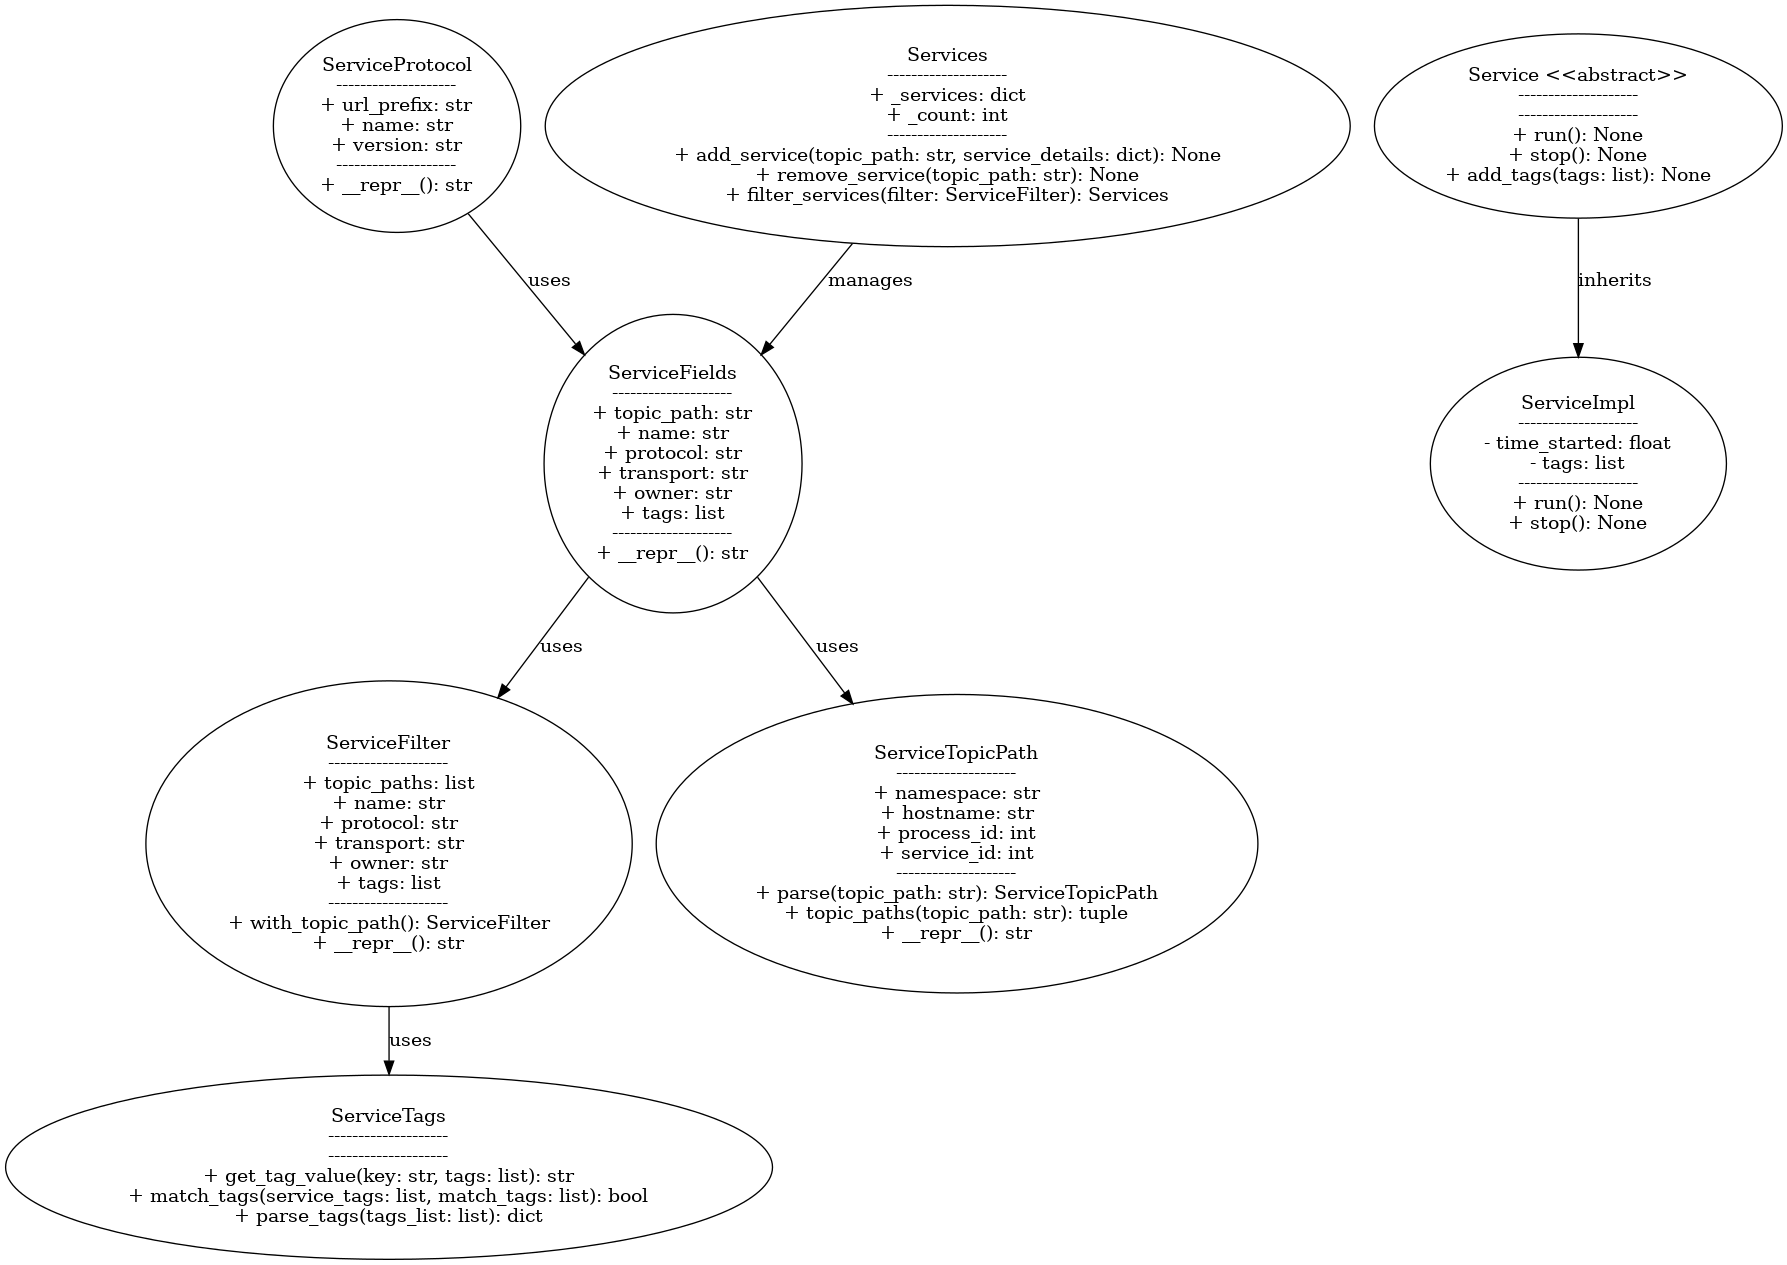 ServiceProtocol
--------------------
+ url_prefix: str
+ name: str
+ version: str
--------------------
+ __repr__(): str
Services
--------------------
+ _services: dict
+ _count: int
--------------------
+ add_service(topic_path: str, service_details: dict): None
+ remove_service(topic_path: str): None
+ filter_services(filter: ServiceFilter): Services
Service <<abstract>>
--------------------
--------------------
+ run(): None
+ stop(): None
+ add_tags(tags: list): None
uses
manages
inherits
ServiceFields
--------------------
+ topic_path: str
+ name: str
+ protocol: str
+ transport: str
+ owner: str
+ tags: list
--------------------
+ __repr__(): str
ServiceImpl
--------------------
- time_started: float
- tags: list
--------------------
+ run(): None
+ stop(): None
uses
uses
ServiceFilter
--------------------
+ topic_paths: list
+ name: str
+ protocol: str
+ transport: str
+ owner: str
+ tags: list
--------------------
+ with_topic_path(): ServiceFilter
+ __repr__(): str
ServiceTopicPath
--------------------
+ namespace: str
+ hostname: str
+ process_id: int
+ service_id: int
--------------------
+ parse(topic_path: str): ServiceTopicPath
+ topic_paths(topic_path: str): tuple
+ __repr__(): str
uses
ServiceTags
--------------------
--------------------
+ get_tag_value(key: str, tags: list): str
+ match_tags(service_tags: list, match_tags: list): bool
+ parse_tags(tags_list: list): dict